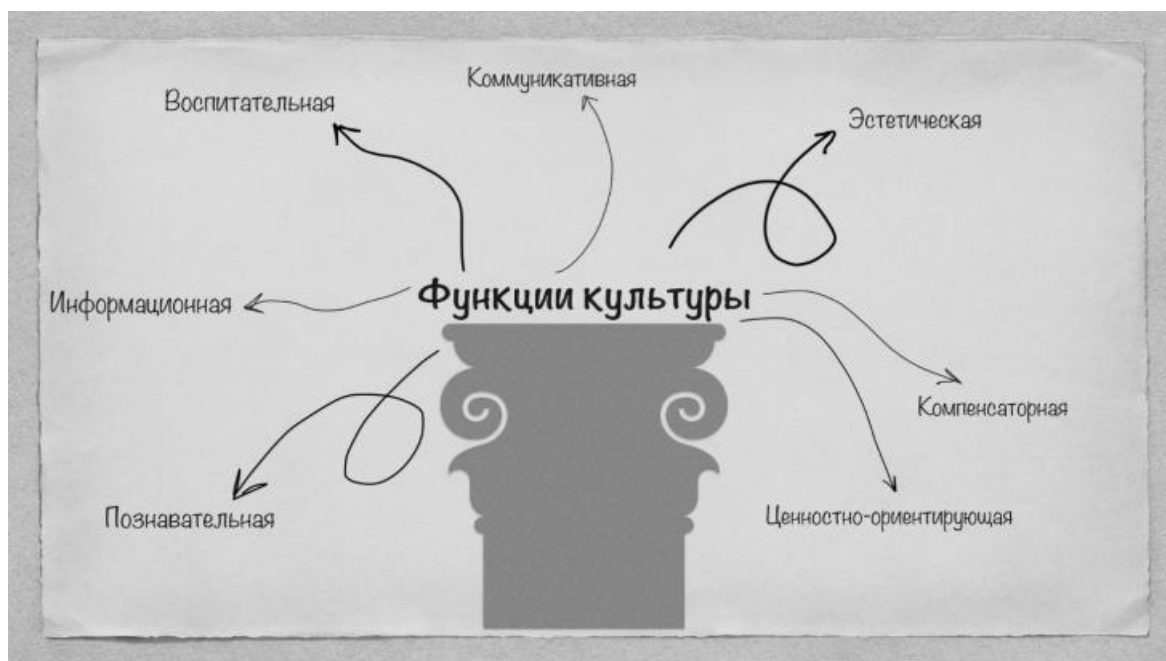 Коммуникативная
Воспитательная
Эстетическая
Функции культуры
Информационная
Компенсаторная
Познавательная
Ценностно-ориентирующая